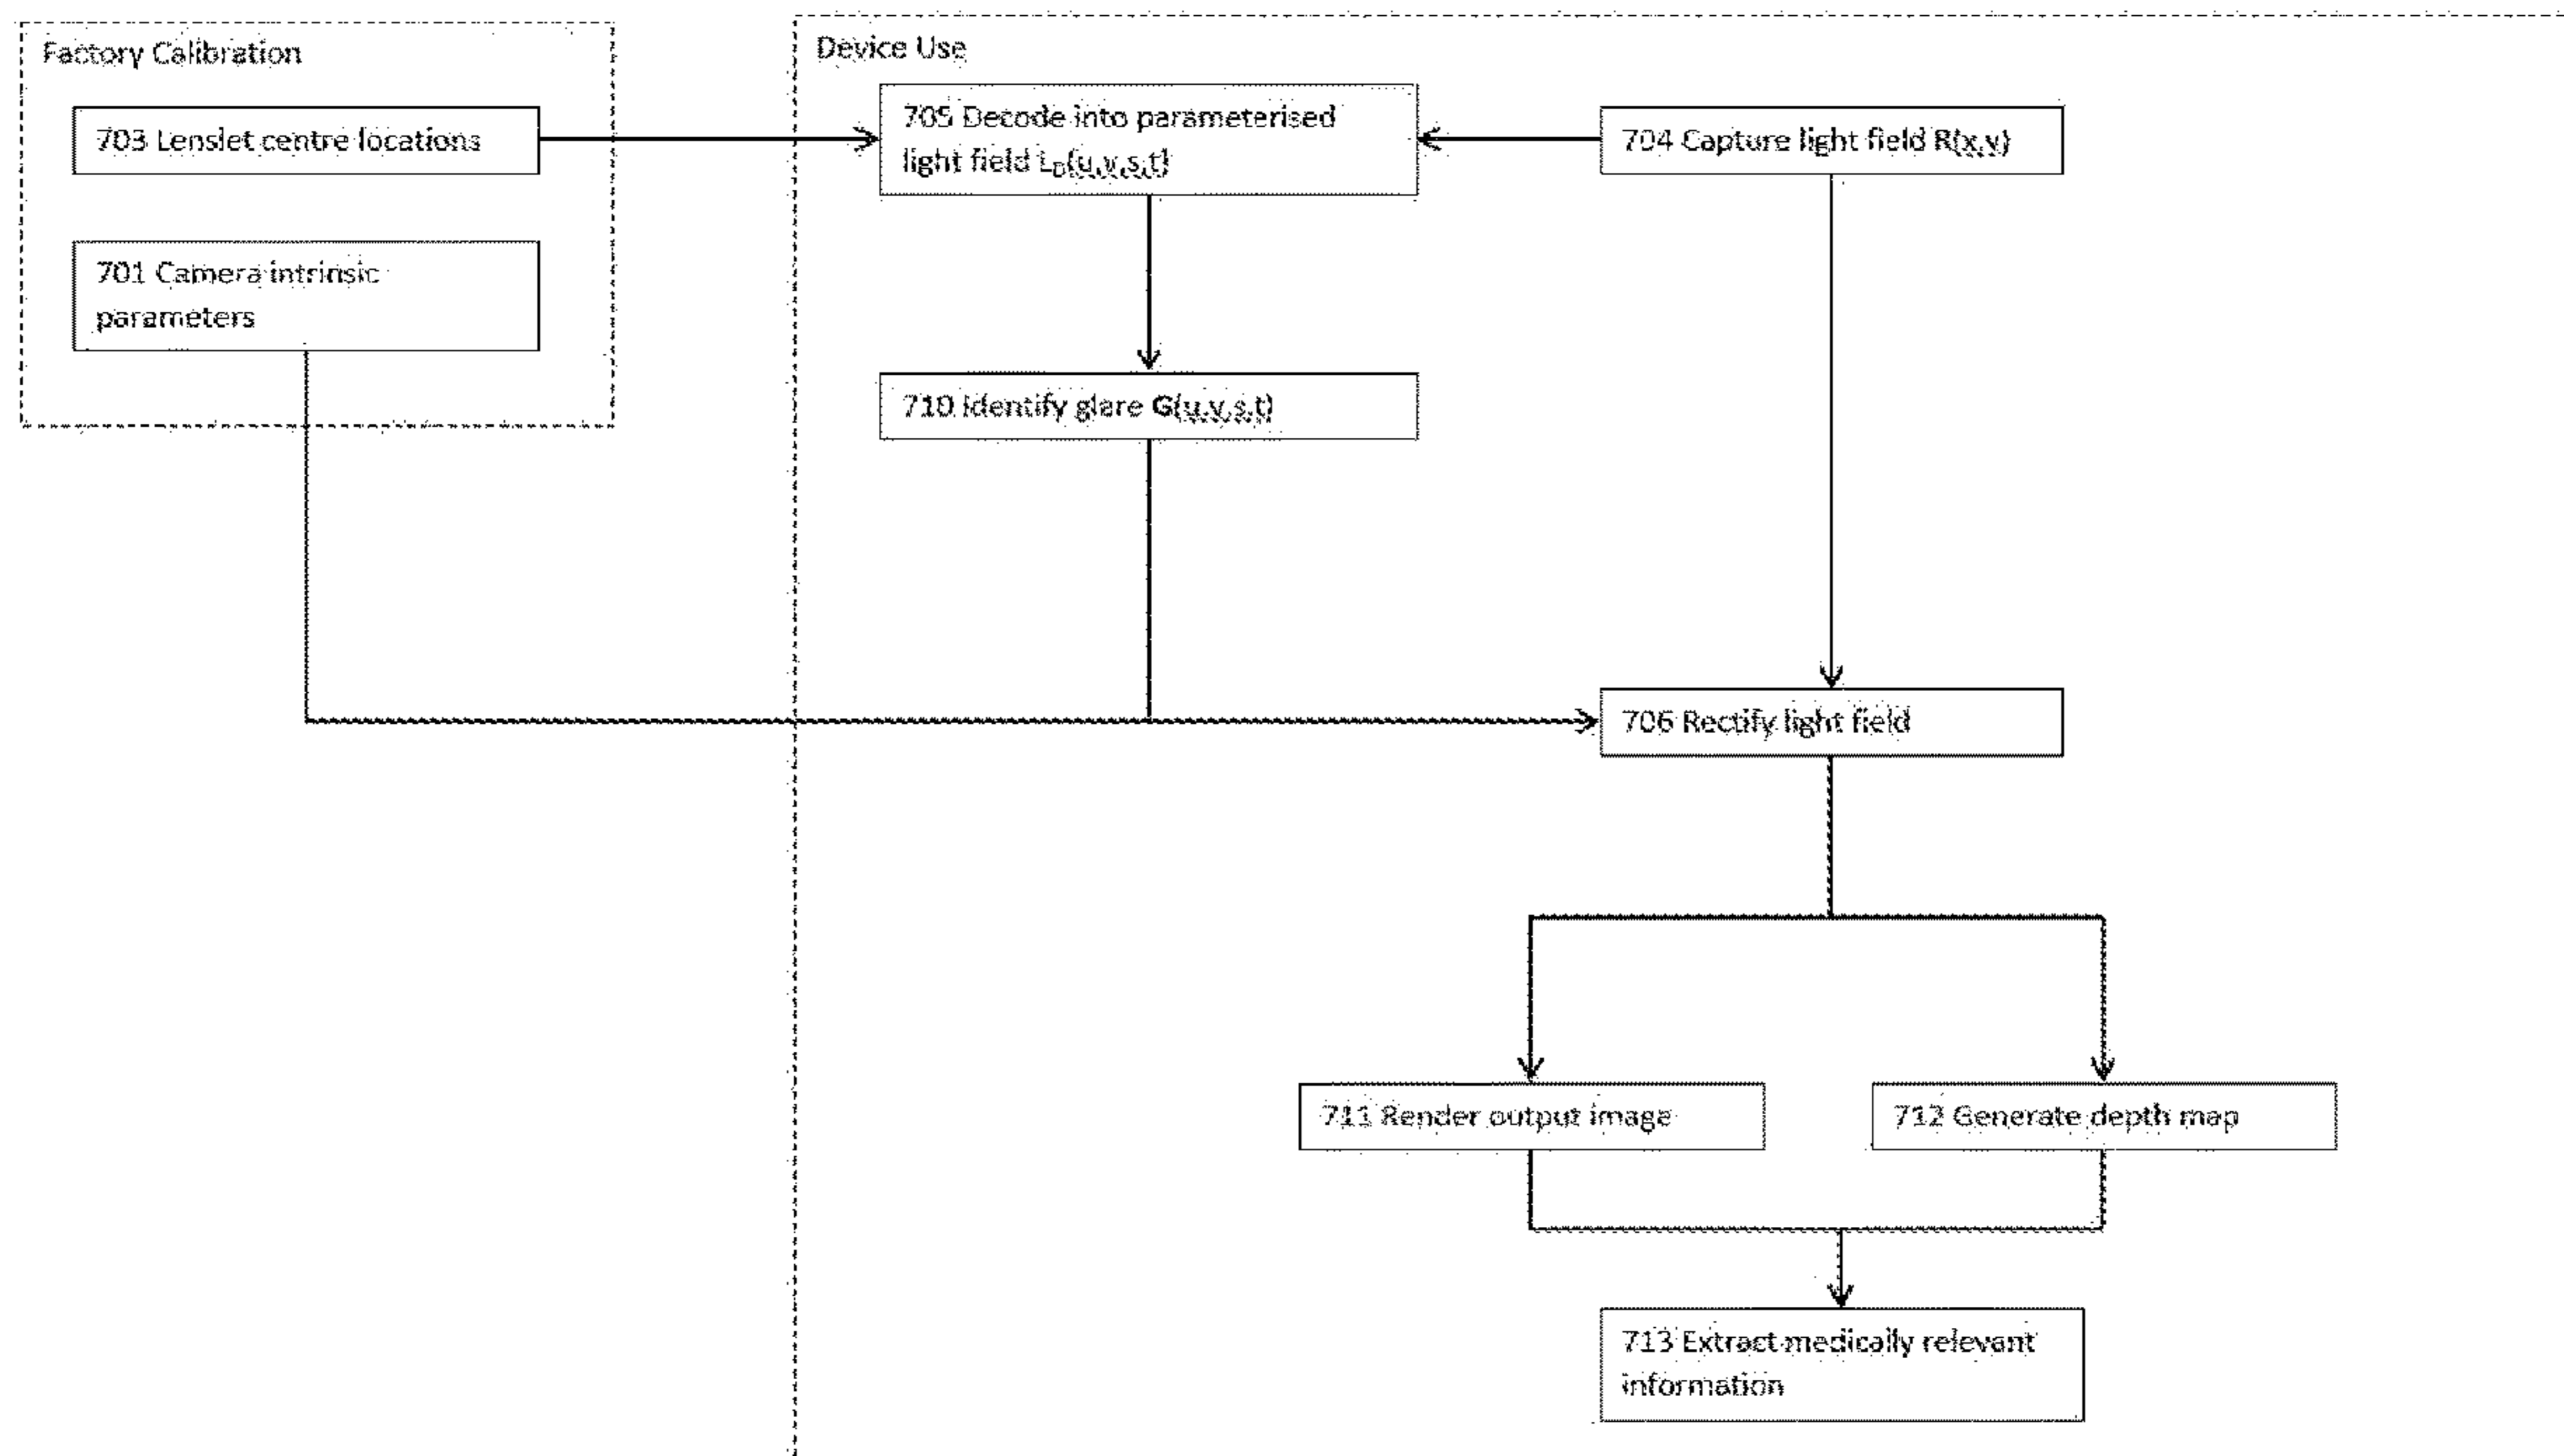 Factory Calibration
703 Lenslet centre locations
701 Camera intrinsic
parameters
Device Use
705 Decode into parameterised
light field L_D(u,v,s,t)
704 Capture light field R(x,y)
710 Identify glare G(u,v,s,t)
706 Rectify light field
711 Render output image
712 Generate depth map
713 Extract medically relevant
information